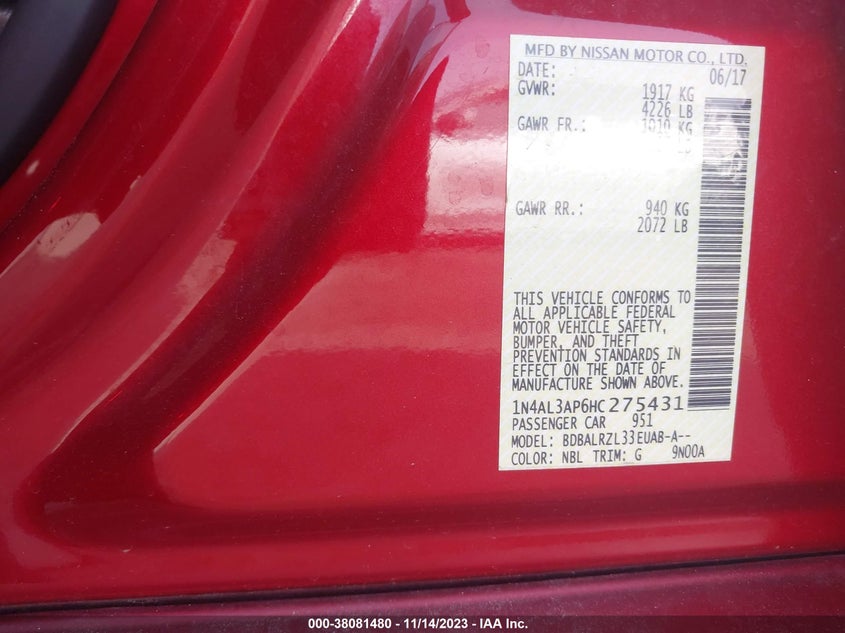 MFD BY NISSAN MOTOR CO., LTD.
DATE: 06/17
GVWR: 1917 KG
4226 LB
GAWR FR.: 1010 KG
LB
GAWR RR.: 940 KG
2072 LB
THIS VEHICLE CONFORMS TO
ALL APPLICABLE FEDERAL
MOTOR VEHICLE SAFETY,
BUMPER, AND THEFT
PREVENTION STANDARDS IN
EFFECT ON THE DATE OF
MANUFACTURE SHOWN ABOVE.
1N4AL3AP6HC275431
PASSENGER CAR 951
MODEL: BDBALRZL33EUAB-A--
COLOR: NBL TRIM: G 9N00A
000-38081480 - 11/14/2023 - IAA Inc.